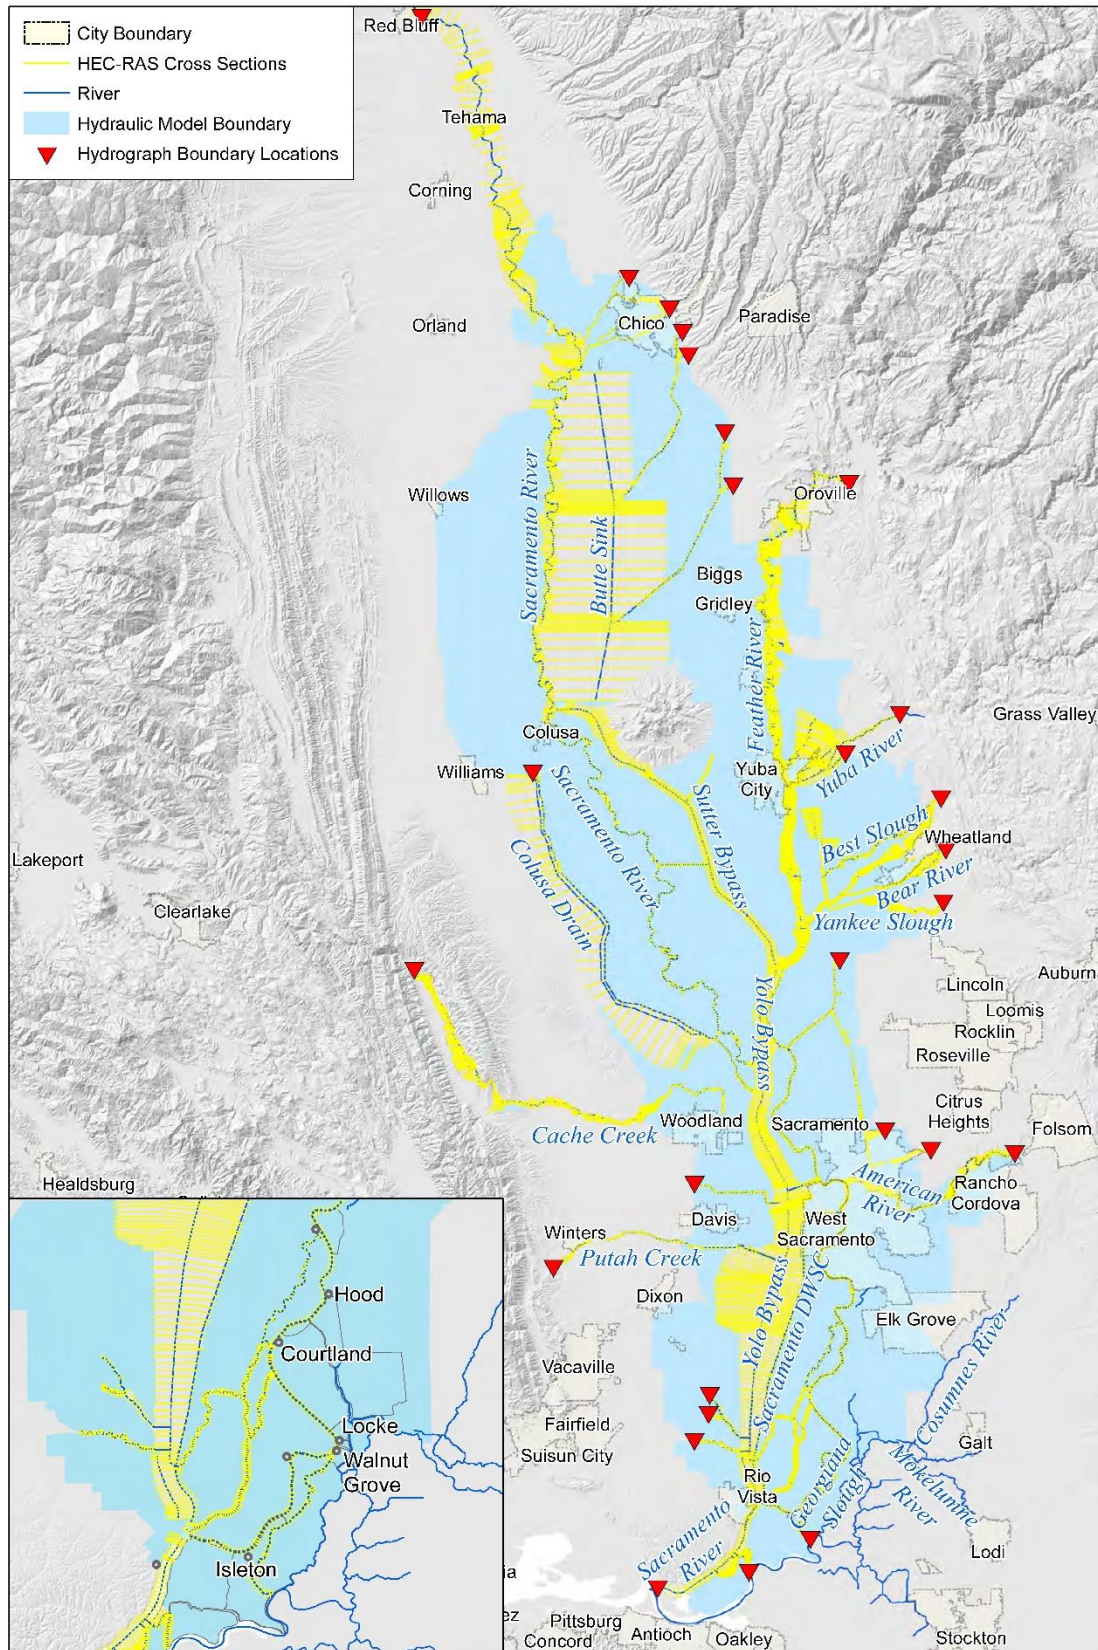 City Boundary
HEC-RAS Cross Sections
River
Hydraulic Model Boundary
Hydrograph Boundary Locations
Red Bluff
Tehama
Corning
Orland
Chico
Paradise
Willows
Sacramento River
Butte Sink
Oroville
Biggs
Gridley
Feather River
Grass Valley
Colusa
Williams
Yuba
City
Yuba River
Sacramento River
Sutter Bypass
Best Slough
Wheatland
Bear River
Yankee Slough
Colusa Drain
Lakeport
Clearlake
Auburn
Lincoln
Loomis
Rocklin
Roseville
Yolo Bypass
Citrus
Heights
Folsom
Woodland
Sacramento
Cache Creek
American
River
Rancho
Cordova
Healdsburg
Davis
West
Sacramento
Winters
Putah Creek
Dixon
Yolo Bypass
Sacramento DWSC
Elk Grove
Cosumnes River
Vacaville
Fairfield
Suisun City
Galt
Mokelumne
River
Rio
Vista
Georgiana
Slough
Lodi
Sacramento
River
ia
ez
Pittsburg
Concord
Antioch
Oakley
Stockton
Hood
Courtland
Locke
Walnut
Grove
Isleton